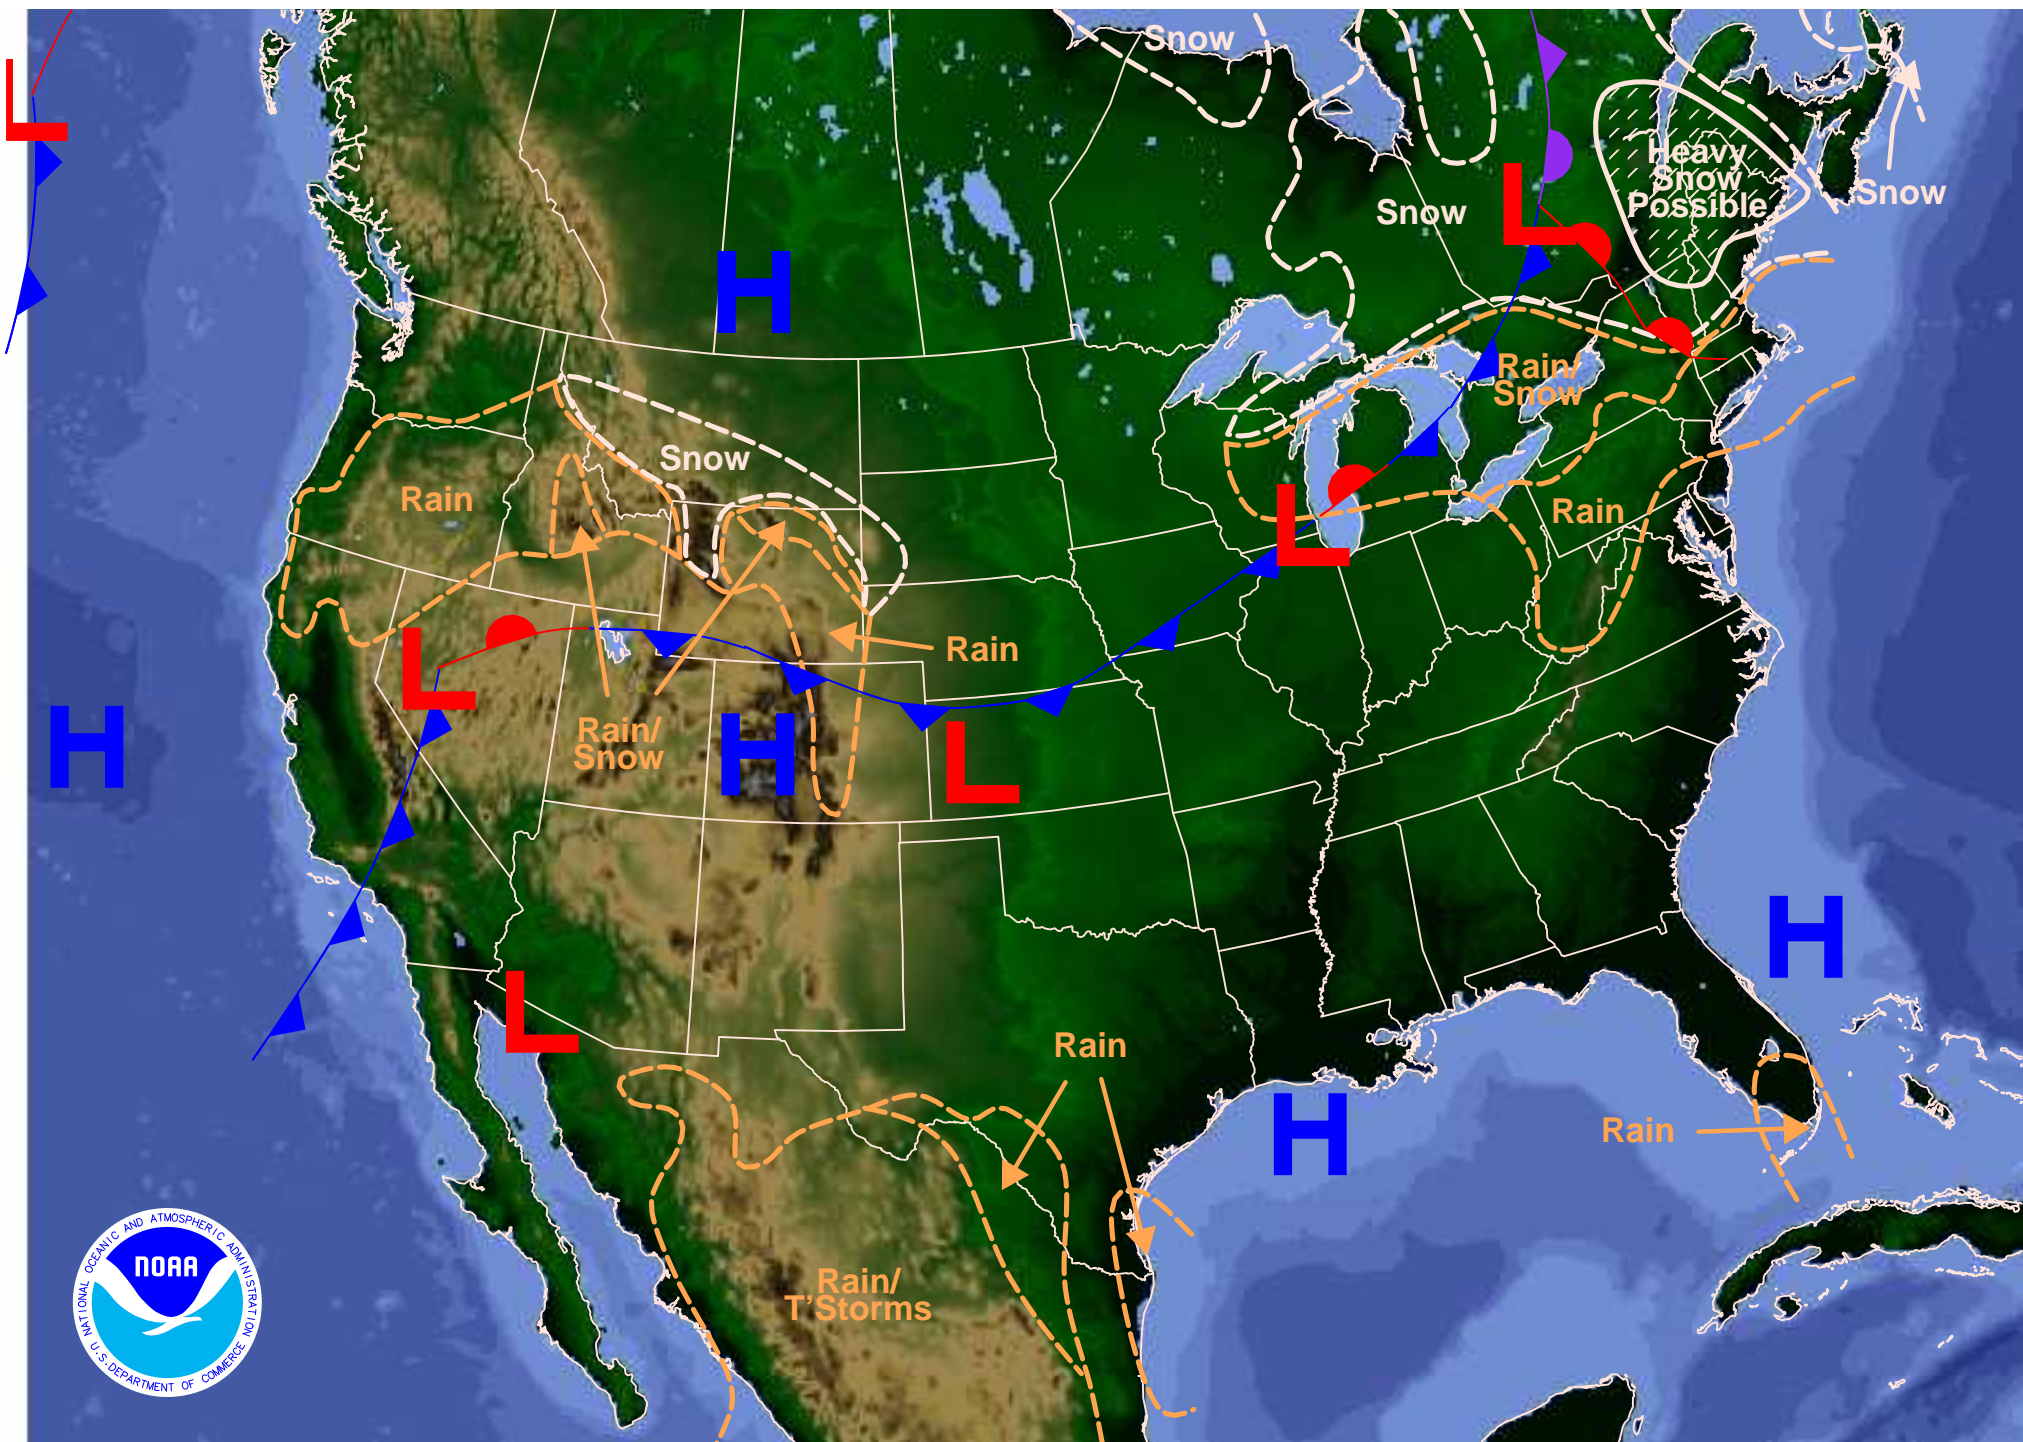 Snow
L
Heavy
Snow
Possible
Snow
Snow
L
H
Rain/
Snow
Snow
Rain
Rain
L
Rain
L
Rain/
Snow
H
H
L
H
L
Rain
H
Rain
Rain/
T'Storms
NATIONAL OCEANIC AND ATMOSPHERIC ADMINISTRATION
NOAA
U.S. DEPARTMENT OF COMMERCE